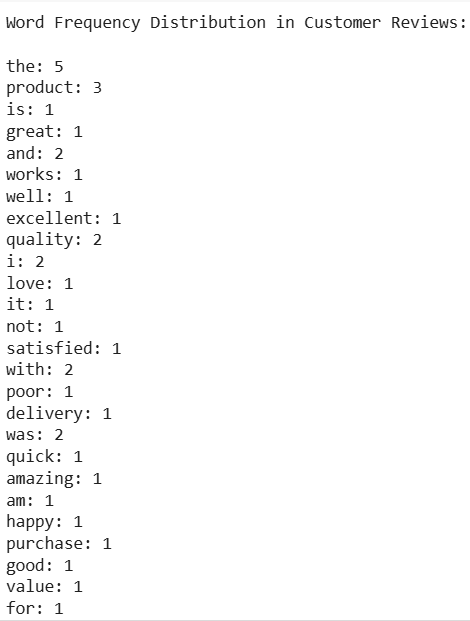 Word Frequency Distribution in Customer Reviews:
the: 5
product: 3
is: 1
great: 1
and: 2
works: 1
well: 1
excellent: 1
quality: 2
i: 2
love: 1
it: 1
not: 1
satisfied: 1
with: 2
poor: 1
delivery: 1
was: 2
quick: 1
amazing: 1
am: 1
happy: 1
purchase: 1
good: 1
value: 1
for: 1